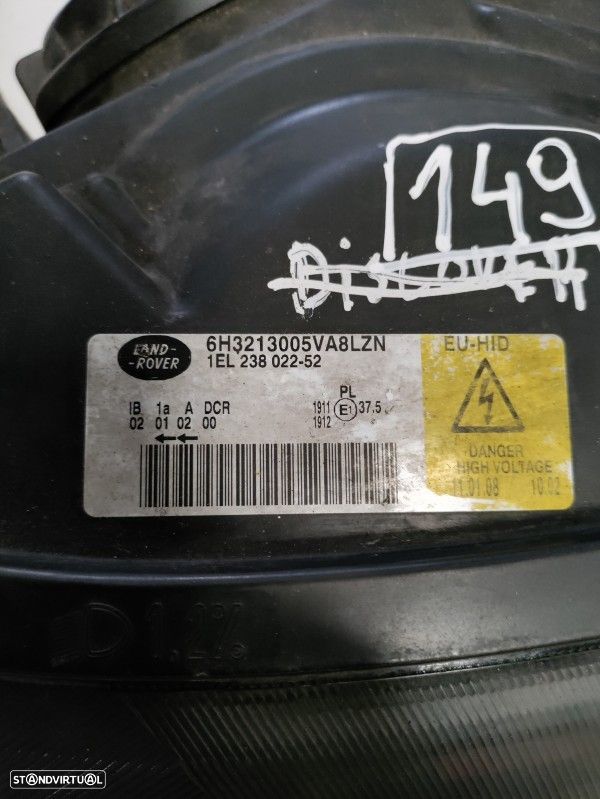 149
LAND-
-ROVER
6H3213005VA8LZN
1EL 238 022-52
EU-HID
IB 1a A DCR
02 01 02 00
PL
1911 E1 37.5
1912
DANGER
HIGH VOLTAGE
11.01.08 10:02
1.2%
STANDVIRTUAL